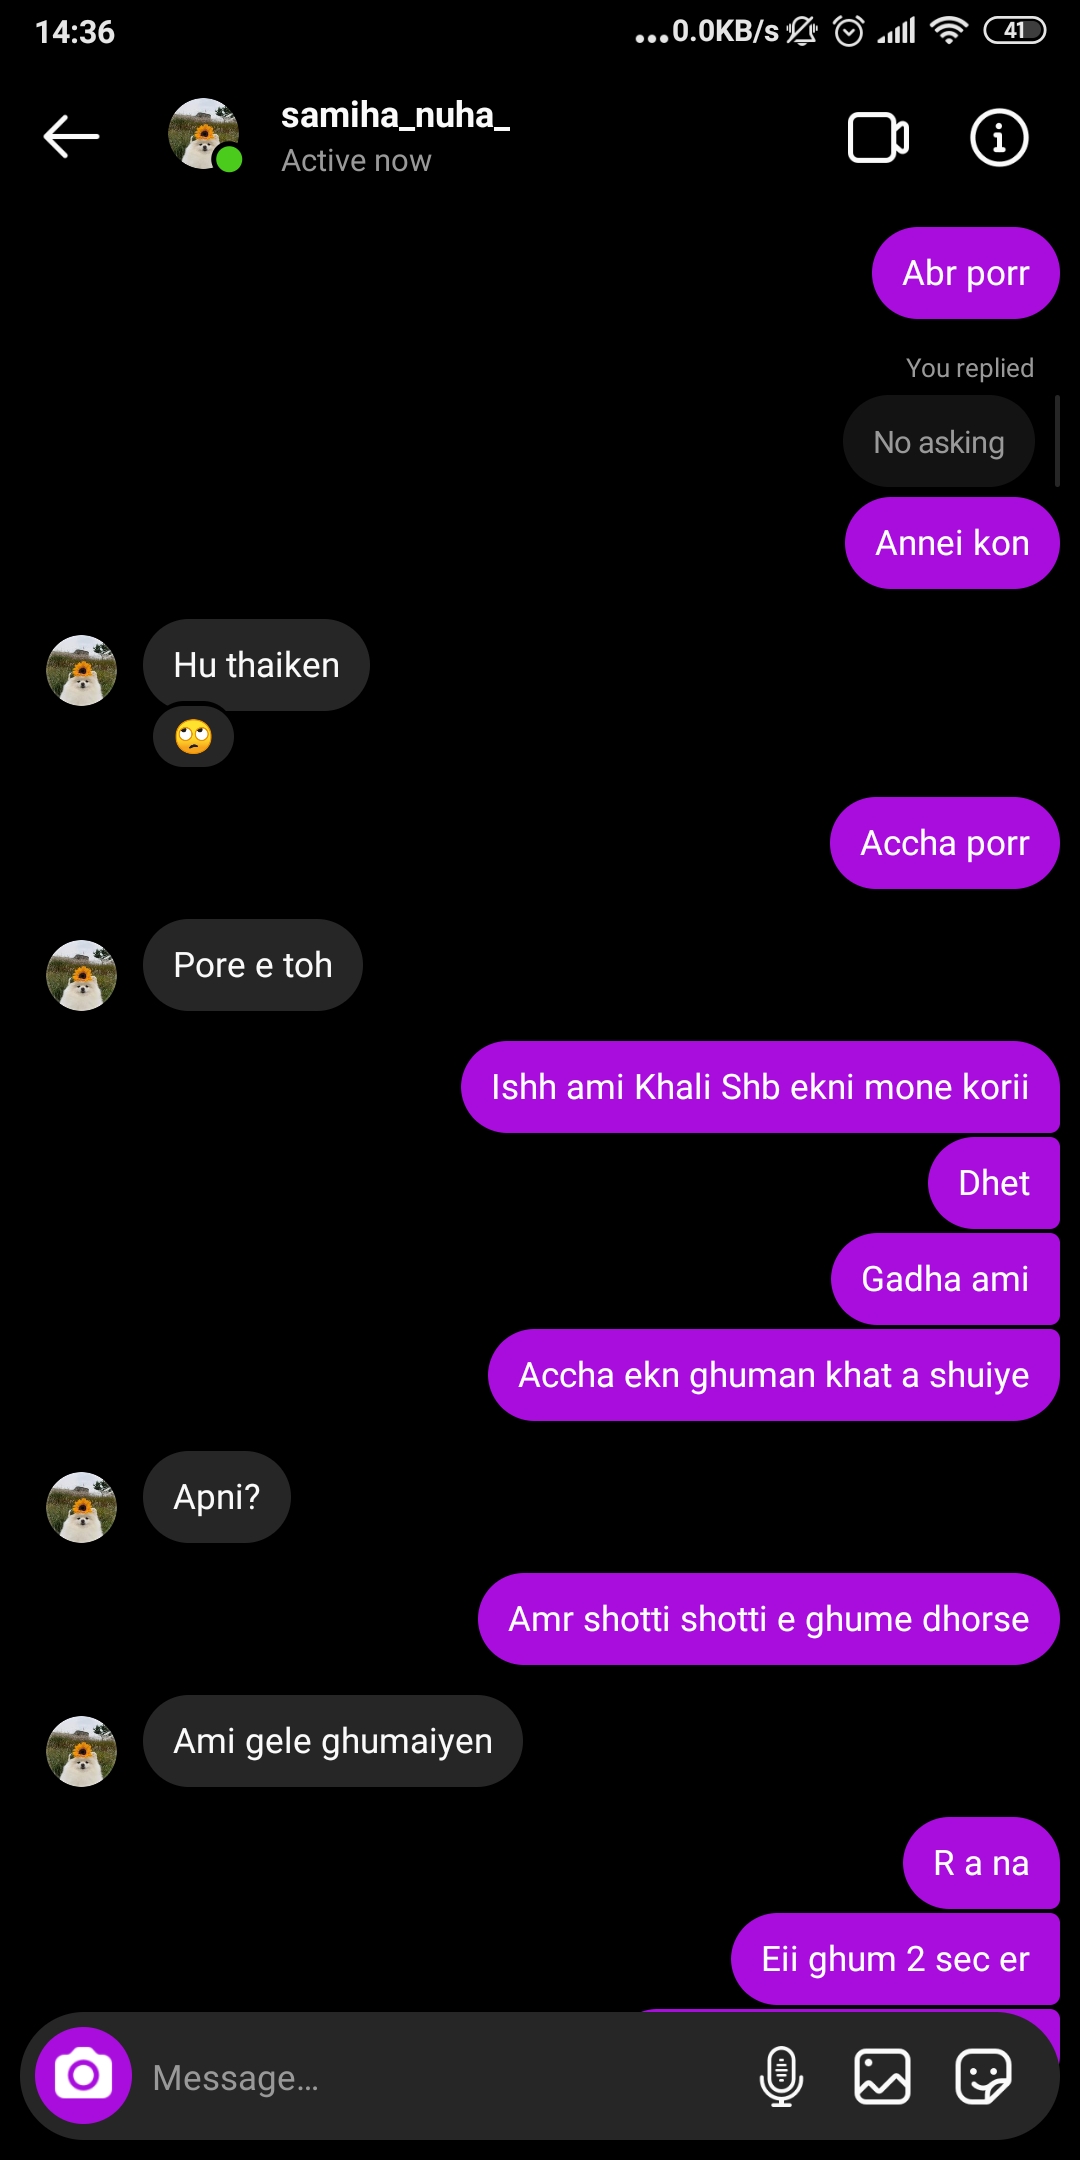 14:36
...0.0KB/s
41
samiha_nuha_
Active now
Abr porr
You replied
No asking
Annei kon
Hu thaiken
🙄
Accha porr
Pore e toh
Ishh ami Khali Shb ekni mone korii
Dhet
Gadha ami
Accha ekn ghuman khat a shuiye
Apni?
Amr shotti shotti e ghume dhorse
Ami gele ghumaiyen
R a na
Eii ghum 2 sec er
Message...